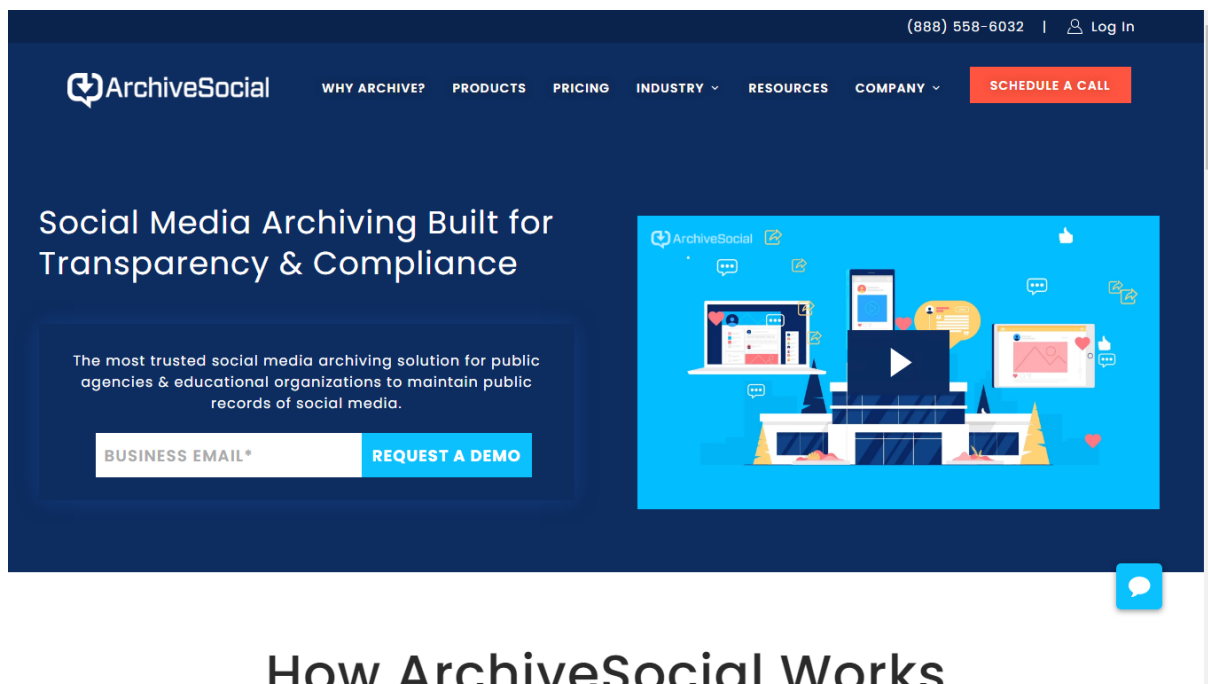 (888) 558-6032 | Log In
ArchiveSocial WHY ARCHIVE? PRODUCTS PRICING INDUSTRY RESOURCES COMPANY SCHEDULE A CALL
Social Media Archiving Built for
Transparency & Compliance
The most trusted social media archiving solution for public
agencies & educational organizations to maintain public
records of social media.
BUSINESS EMAIL* REQUEST A DEMO
ArchiveSocial
How ArchiveSocial Works